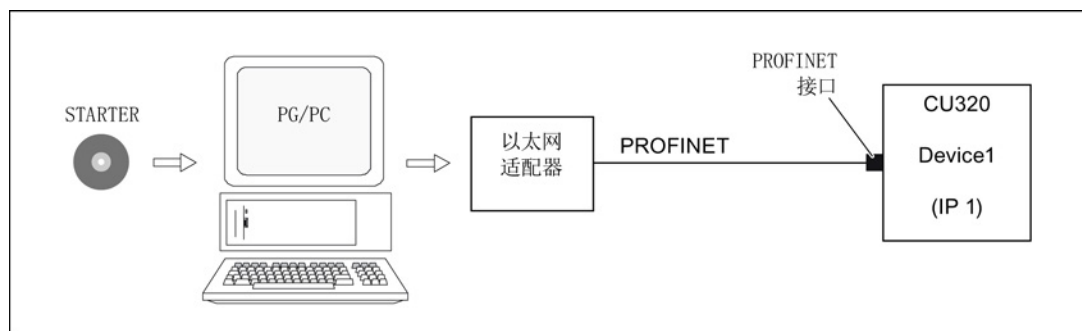 STARTER
PG/PC
以太网
适配器
PROFINET
PROFINET
接口
CU320
Device1
(IP 1)